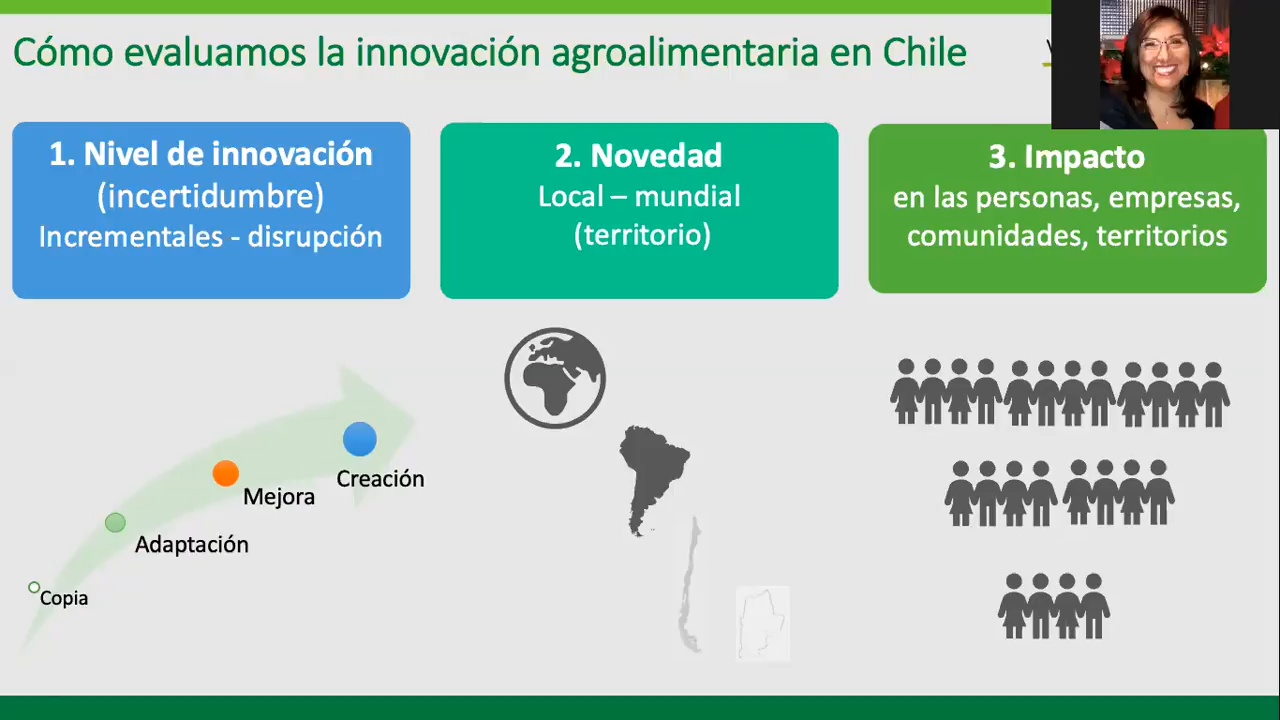 Cómo evaluamos la innovación agroalimentaria en Chile
1. Nivel de innovación
(incertidumbre)
Incrementales - disrupción
2. Novedad
Local – mundial
(territorio)
3. Impacto
en las personas, empresas,
comunidades, territorios
Creación
Mejora
Adaptación
Copia